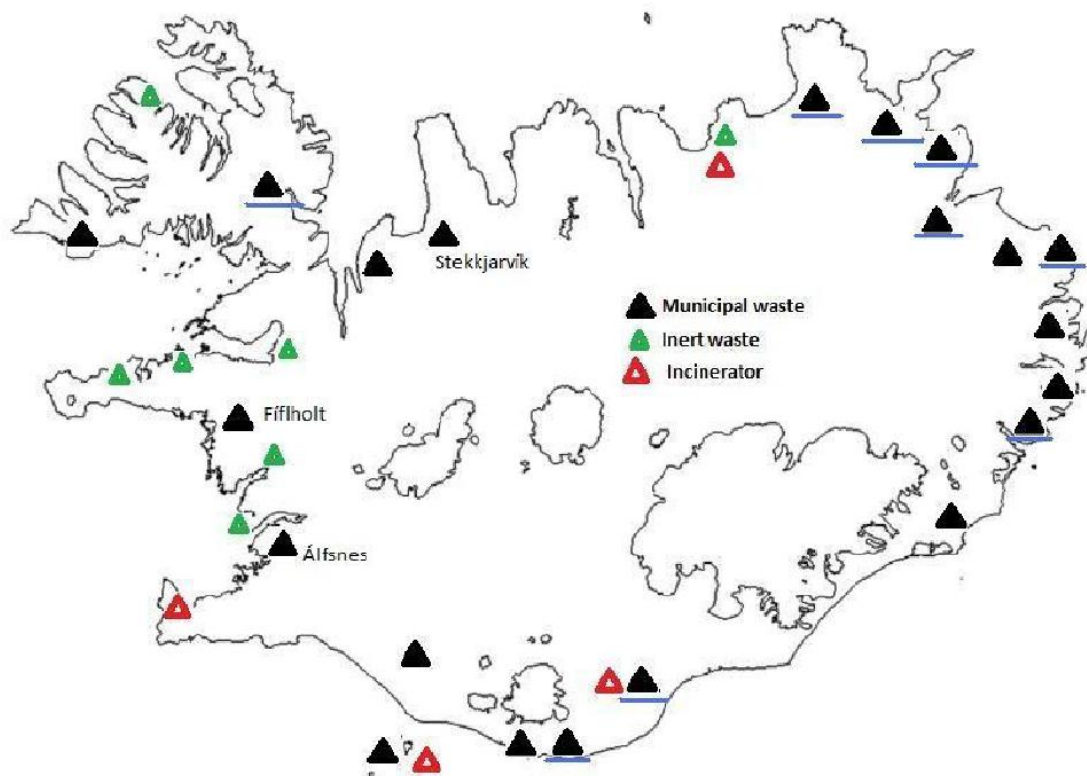 Stekkjarvík
Municipal waste
Inert waste
Incinerator
Fíflholt
Álfsnes